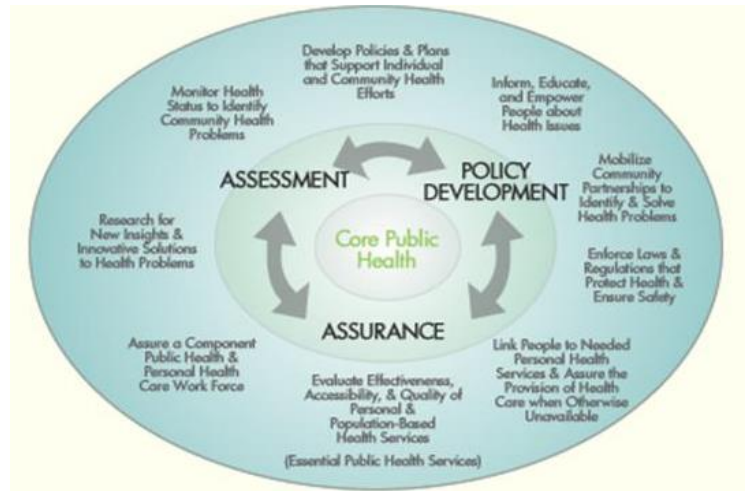 Develop Policies & Plans
that Support Individual
and Community Health
Efforts
Monitor Health
Status to Identify
Community Health
Problems
Inform, Educate,
and Empower
People about
Health Issues
ASSESSMENT
POLICY
DEVELOPMENT
Mobilize
Community
Partnerships to
Identify & Solve
Health Problems
Research for
New Insights &
Innovative Solutions
to Health Problems
Core Public
Health
Enforce Laws &
Regulations that
Protect Health &
Ensure Safety
ASSURANCE
Assure a Component
Public Health &
Personal Health
Care Work Force
Link People to Needed
Personal Health
Services & Assure the
Provision of Health
Care when Otherwise
Unavailable
Evaluate Effectivenenss,
Accessibility, & Quality of
Personal &
Population-Based
Health Services
(Essential Public Health Services)